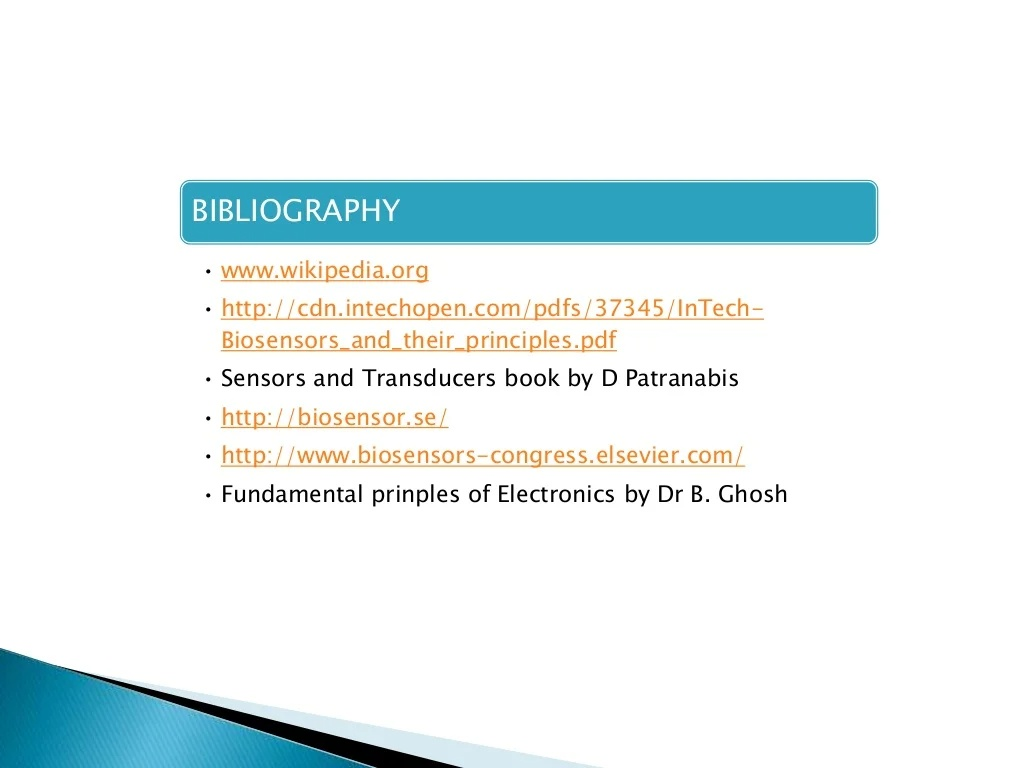 BIBLIOGRAPHY
• www.wikipedia.org
• http://cdn.intechopen.com/pdfs/37345/InTech-
Biosensors_and_their_principles.pdf
• Sensors and Transducers book by D Patranabis
• http://biosensor.se/
• http://www.biosensors-congress.elsevier.com/
• Fundamental prinples of Electronics by Dr B. Ghosh